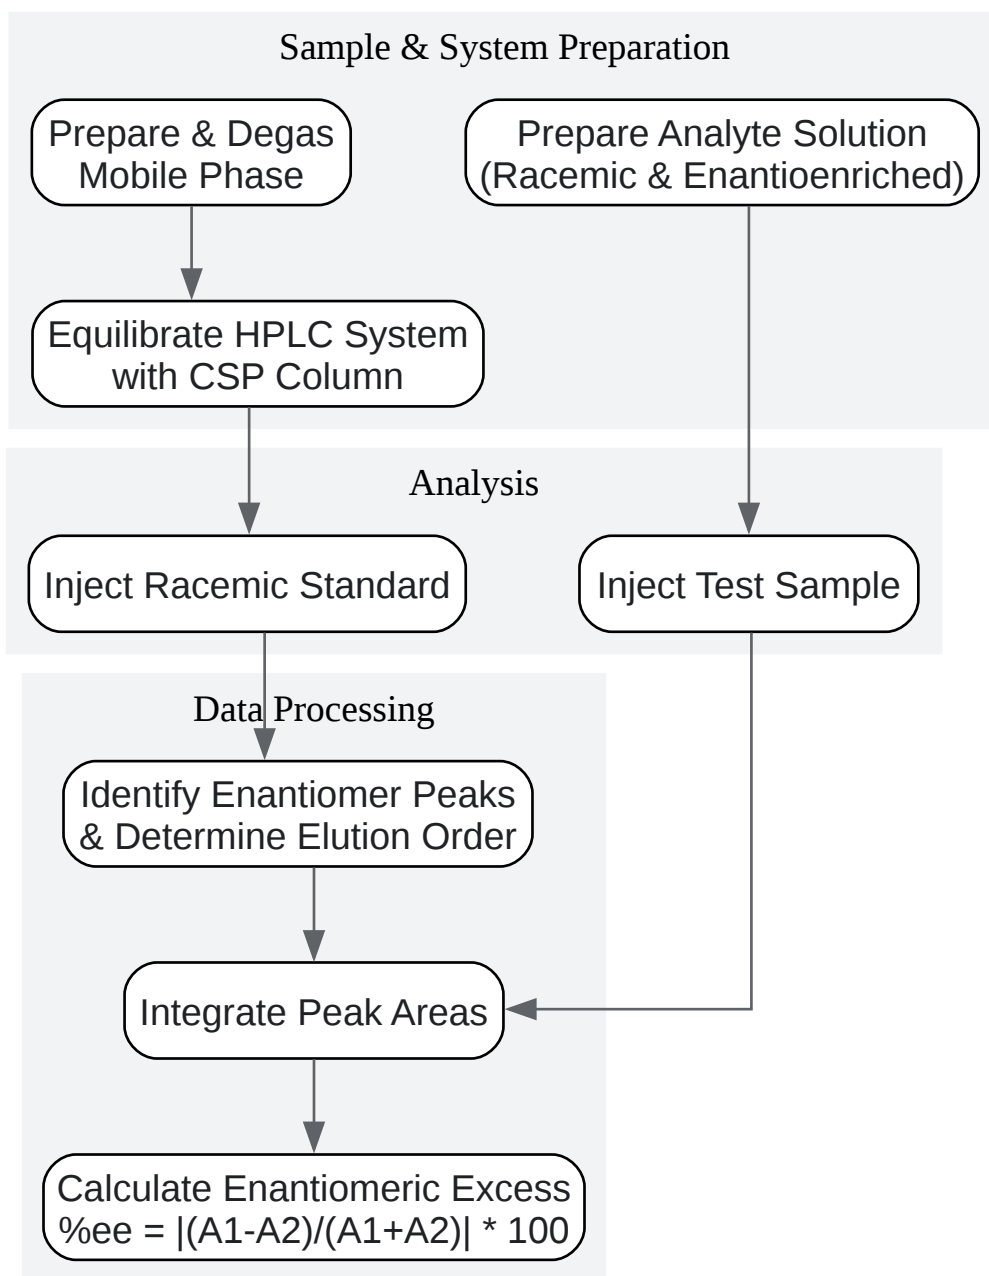 Sample & System Preparation
Prepare & Degas
Mobile Phase
Prepare Analyte Solution
(Racemic & Enantioenriched)
Equilibrate HPLC System
with CSP Column
Analysis
Inject Racemic Standard
Inject Test Sample
Data Processing
Identify Enantiomer Peaks
& Determine Elution Order
Integrate Peak Areas
Calculate Enantiomeric Excess
%ee = |(A1-A2)/(A1+A2)| * 100